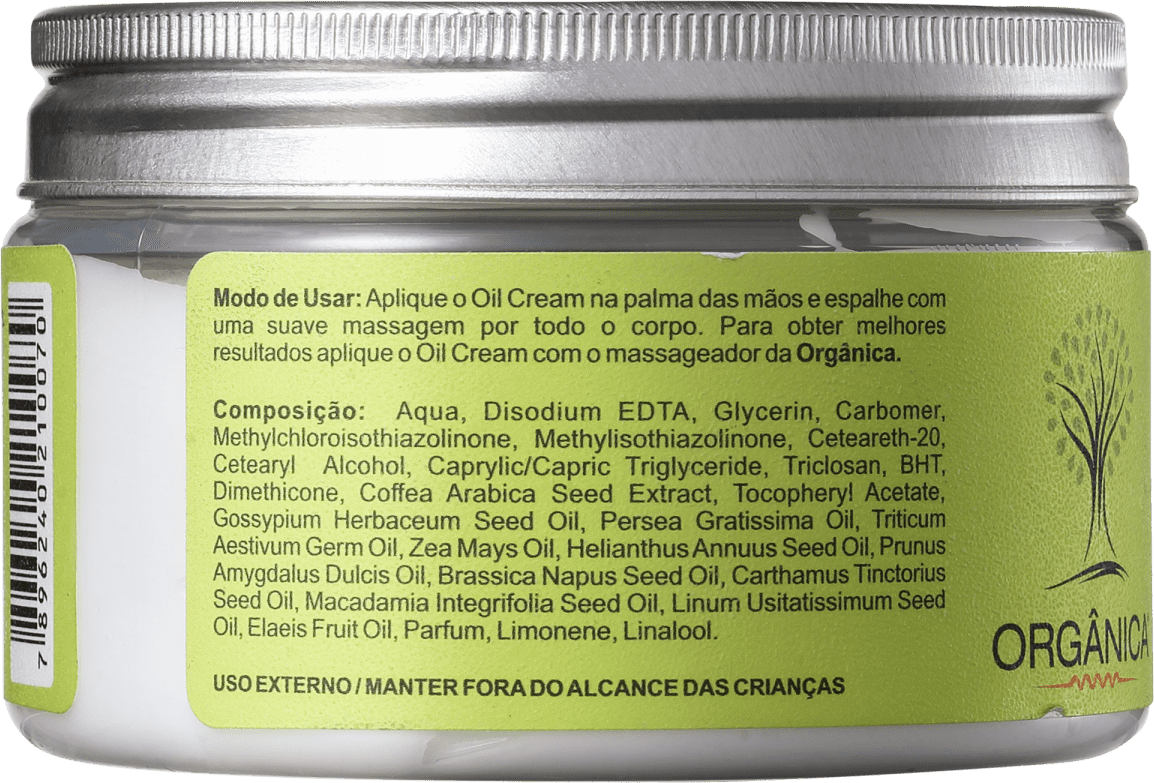 Modo de Usar: Aplique o Oil Cream na palma das mãos e espalhe com
uma suave massagem por todo o corpo. Para obter melhores
resultados aplique o Oil Cream com o massageador da Orgânica.
Composição: Aqua, Disodium EDTA, Glycerin, Carbomer,
Methylchloroisothiazolinone, Methylisothiazolinone, Ceteareth-20,
Cetearyl Alcohol, Caprylic/Capric Triglyceride, Triclosan, BHT,
Dimethicone, Coffea Arabica Seed Extract, Tocopheryl Acetate,
Gossypium Herbaceum Seed Oil, Persea Gratissima Oil, Triticum
Aestivum Germ Oil, Zea Mays Oil, Helianthus Annuus Seed Oil, Prunus
Amygdalus Dulcis Oil, Brassica Napus Seed Oil, Carthamus Tinctorius
Seed Oil, Macadamia Integrifolia Seed Oil, Linum Usitatissimum Seed
Oil, Elaeis Fruit Oil, Parfum, Limonene, Linalool.
USO EXTERNO / MANTER FORA DO ALCANCE DAS CRIANÇAS
ORGÂNICA
7 896240 210070